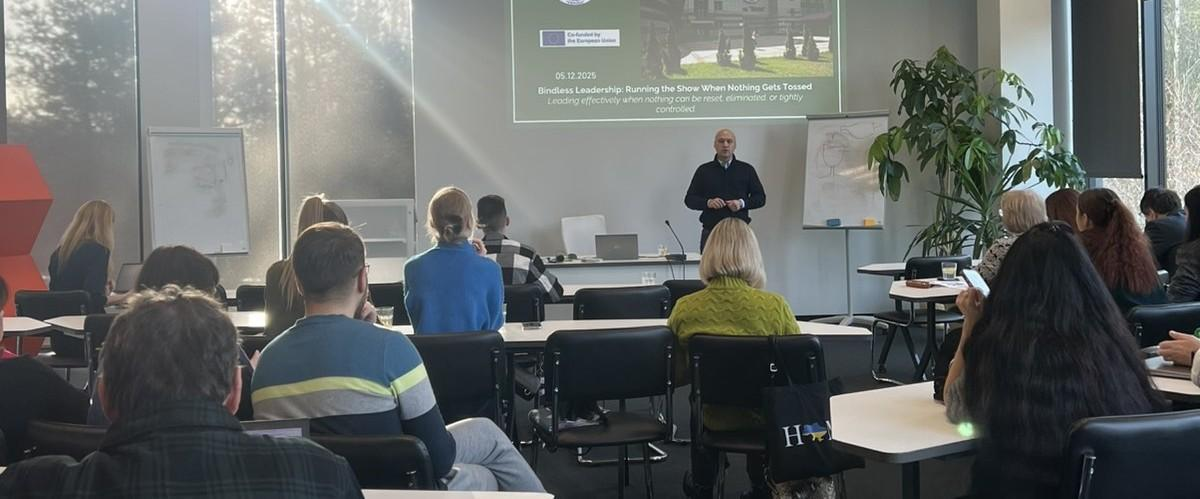 Co-funded by
the European Union
05.12.2025
Bindless Leadership: Running the Show When Nothing Gets Tossed
Leading effectively when nothing can be reset, eliminated, or tightly
controlled